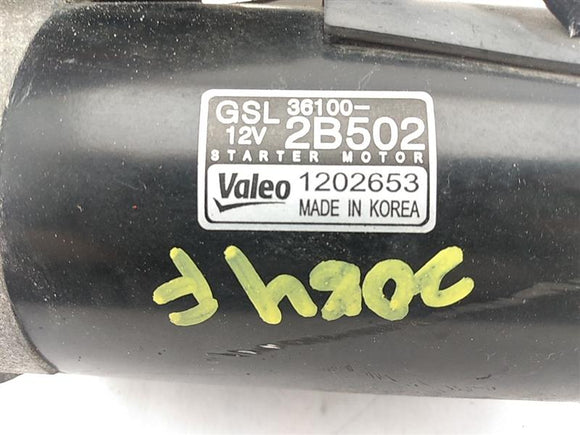 GSL 36100-
12V 2B502
STARTER MOTOR
Valeo 1202653
MADE IN KOREA